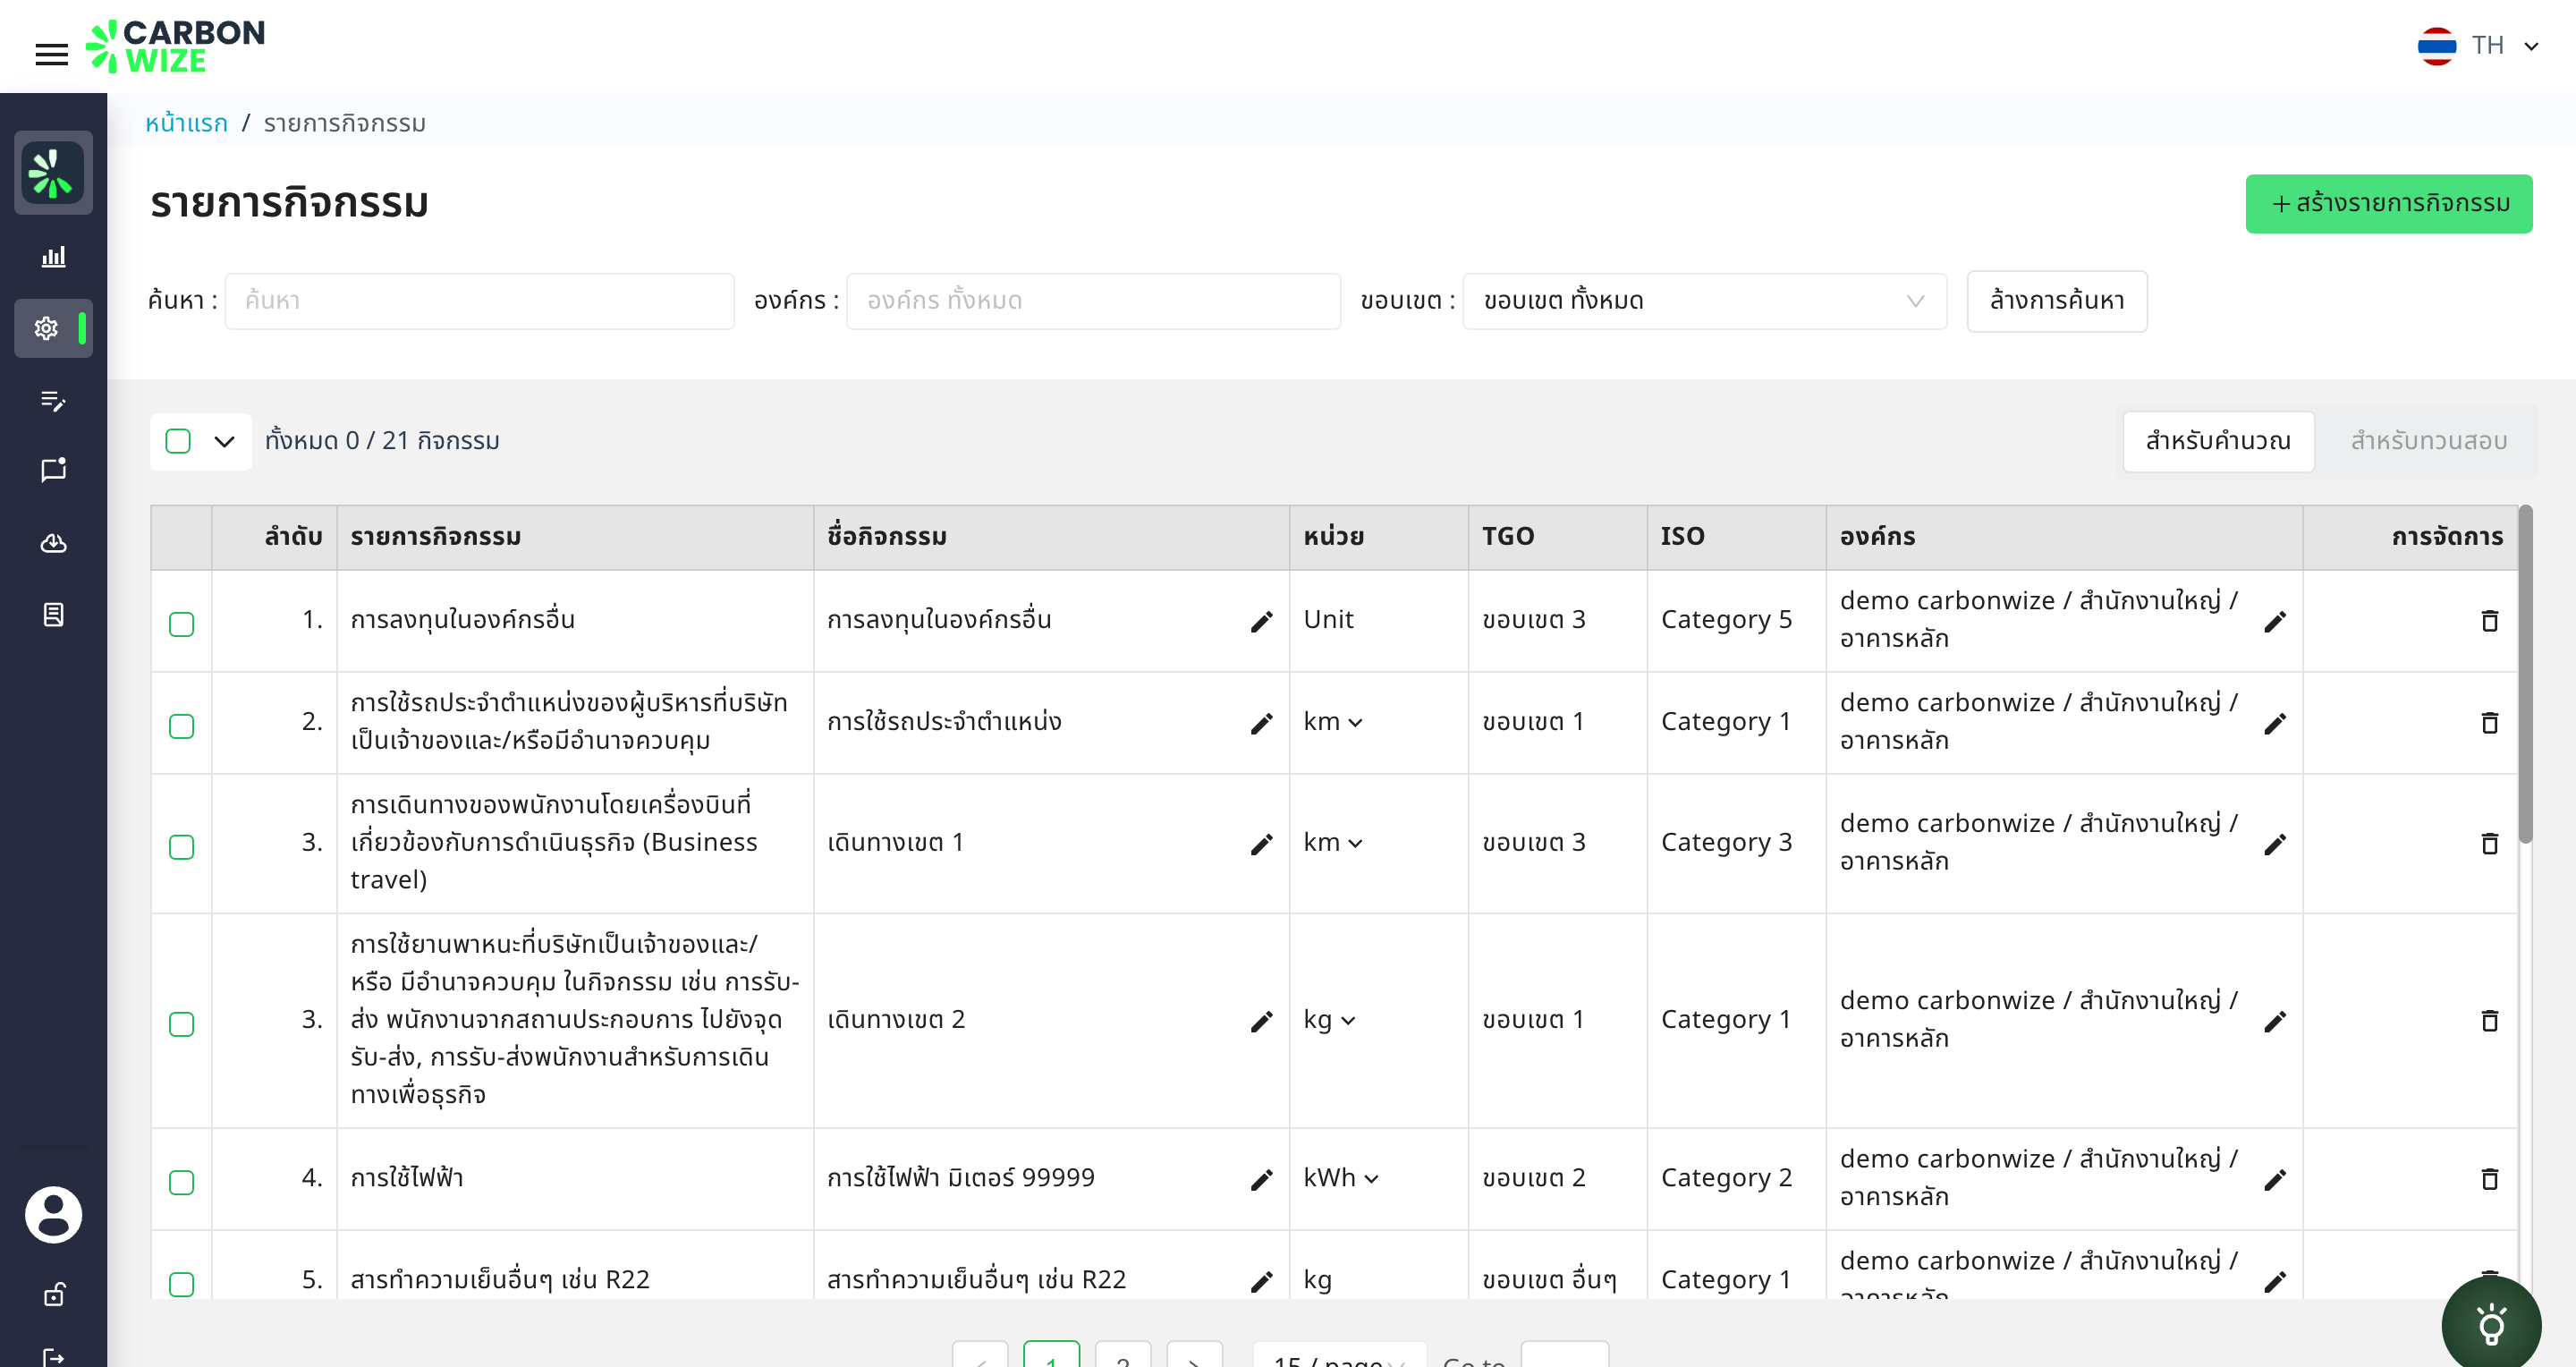 CARBON
WIZE
TH
หน้าแรก / รายการกิจกรรม
รายการกิจกรรม
+ สร้างรายการกิจกรรม
ค้นหา : ค้นหา องค์กร : องค์กร ทั้งหมด ขอบเขต : ขอบเขต ทั้งหมด ล้างการค้นหา
ทั้งหมด 0 / 21 กิจกรรม
สำหรับคำนวณ สำหรับทวนสอบ
ลำดับ รายการกิจกรรม ชื่อกิจกรรม หน่วย TGO ISO องค์กร การจัดการ
1. การลงทุนในองค์กรอื่น การลงทุนในองค์กรอื่น Unit ขอบเขต 3 Category 5 demo carbonwize / สำนักงานใหญ่ /
อาคารหลัก
2. การใช้รถประจำตำแหน่งของผู้บริหารที่บริษัท
เป็นเจ้าของและ/หรือมีอำนาจควบคุม การใช้รถประจำตำแหน่ง km ขอบเขต 1 Category 1 demo carbonwize / สำนักงานใหญ่ /
อาคารหลัก
3. การเดินทางของพนักงานโดยเครื่องบินที่
เกี่ยวข้องกับการดำเนินธุรกิจ (Business
travel) เดินทางเขต 1 km ขอบเขต 3 Category 3 demo carbonwize / สำนักงานใหญ่ /
อาคารหลัก
3. การใช้ยานพาหนะที่บริษัทเป็นเจ้าของและ/
หรือ มีอำนาจควบคุม ในกิจกรรม เช่น การรับ-
ส่ง พนักงานจากสถานประกอบการ ไปยังจุด
รับ-ส่ง, การรับ-ส่งพนักงานสำหรับการเดิน
ทางเพื่อธุรกิจ เดินทางเขต 2 kg ขอบเขต 1 Category 1 demo carbonwize / สำนักงานใหญ่ /
อาคารหลัก
4. การใช้ไฟฟ้า การใช้ไฟฟ้า มิเตอร์ 99999 kWh ขอบเขต 2 Category 2 demo carbonwize / สำนักงานใหญ่ /
อาคารหลัก
5. สารทำความเย็นอื่นๆ เช่น R22 สารทำความเย็นอื่นๆ เช่น R22 kg ขอบเขต อื่นๆ Category 1 demo carbonwize / สำนักงานใหญ่ /
อาคารหลัก
1 2 15 / page Go to